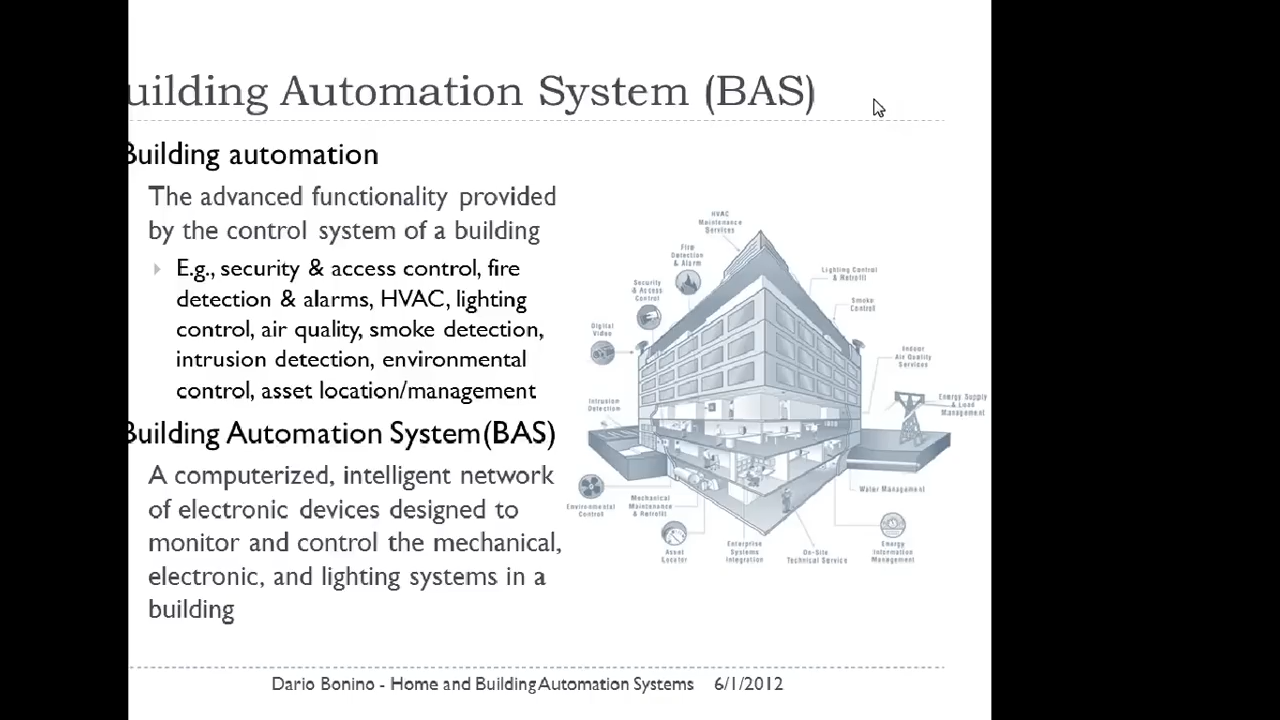 uilding Automation System (BAS)
Building automation
The advanced functionality provided
by the control system of a building
E.g., security & access control, fire
detection & alarms, HVAC, lighting
control, air quality, smoke detection,
intrusion detection, environmental
control, asset location/management
Building Automation System(BAS)
A computerized, intelligent network
of electronic devices designed to
monitor and control the mechanical,
electronic, and lighting systems in a
building
HVAC
Maintenance
Services
Fire
Detection
& Alarm
Security
& Access
Control
Digital
Video
Intrusion
Detection
Environmental
Control
Mechanical
Maintenance
& Retrofit
Asset
Locator
Enterprise
Systems
Integration
On-Site
Technical Service
Energy
Information
Management
Water Management
Energy Supply
& Load
Management
Indoor
Air Quality
Services
Smoke
Control
Lighting Control
& Retrofit
Dario Bonino - Home and Building Automation Systems 6/1/2012